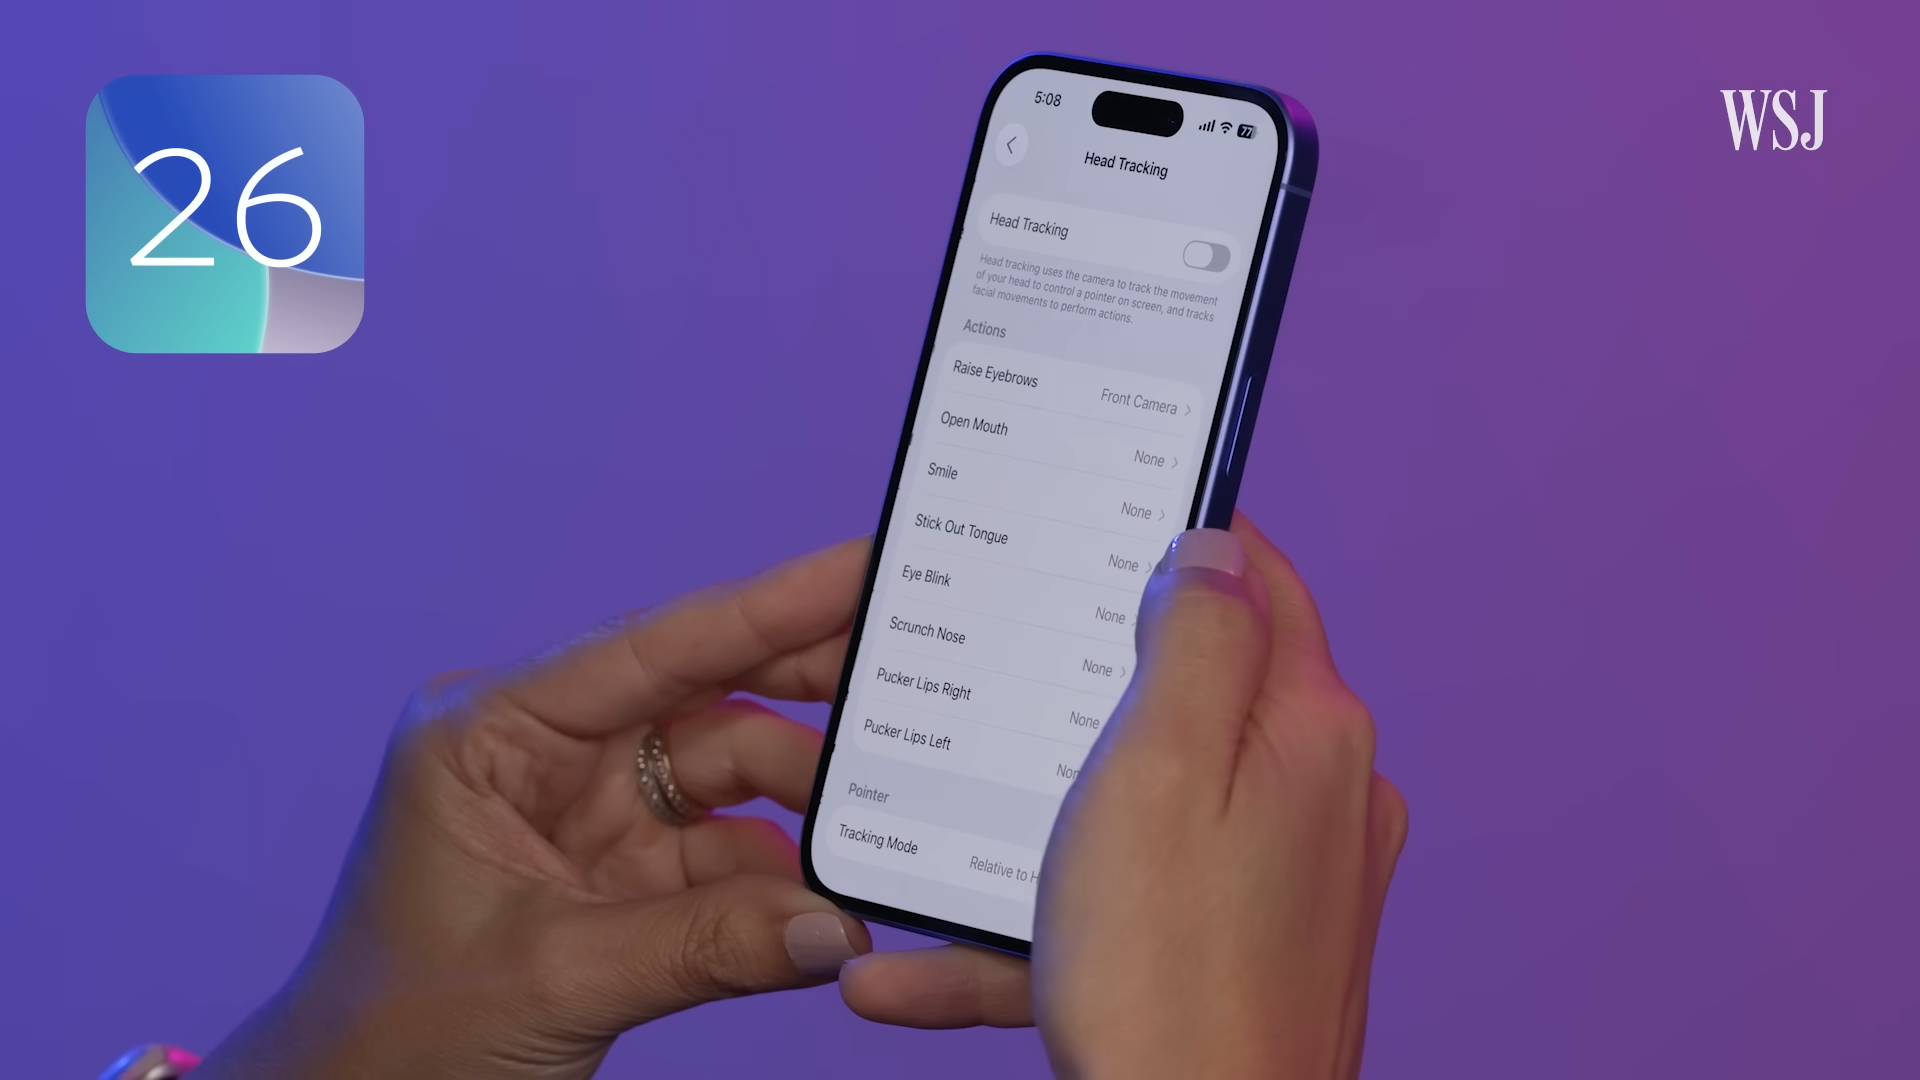 26
WSJ
5:08
77
Head Tracking
Head Tracking
Head tracking uses the camera to track the movement
of your head to control a pointer on screen, and tracks
facial movements to perform actions.
Actions
Raise Eyebrows Front Camera
Open Mouth None
Smile None
Stick Out Tongue None
Eye Blink None
Scrunch Nose None
Pucker Lips Right None
Pucker Lips Left
Pointer
Tracking Mode Relative to